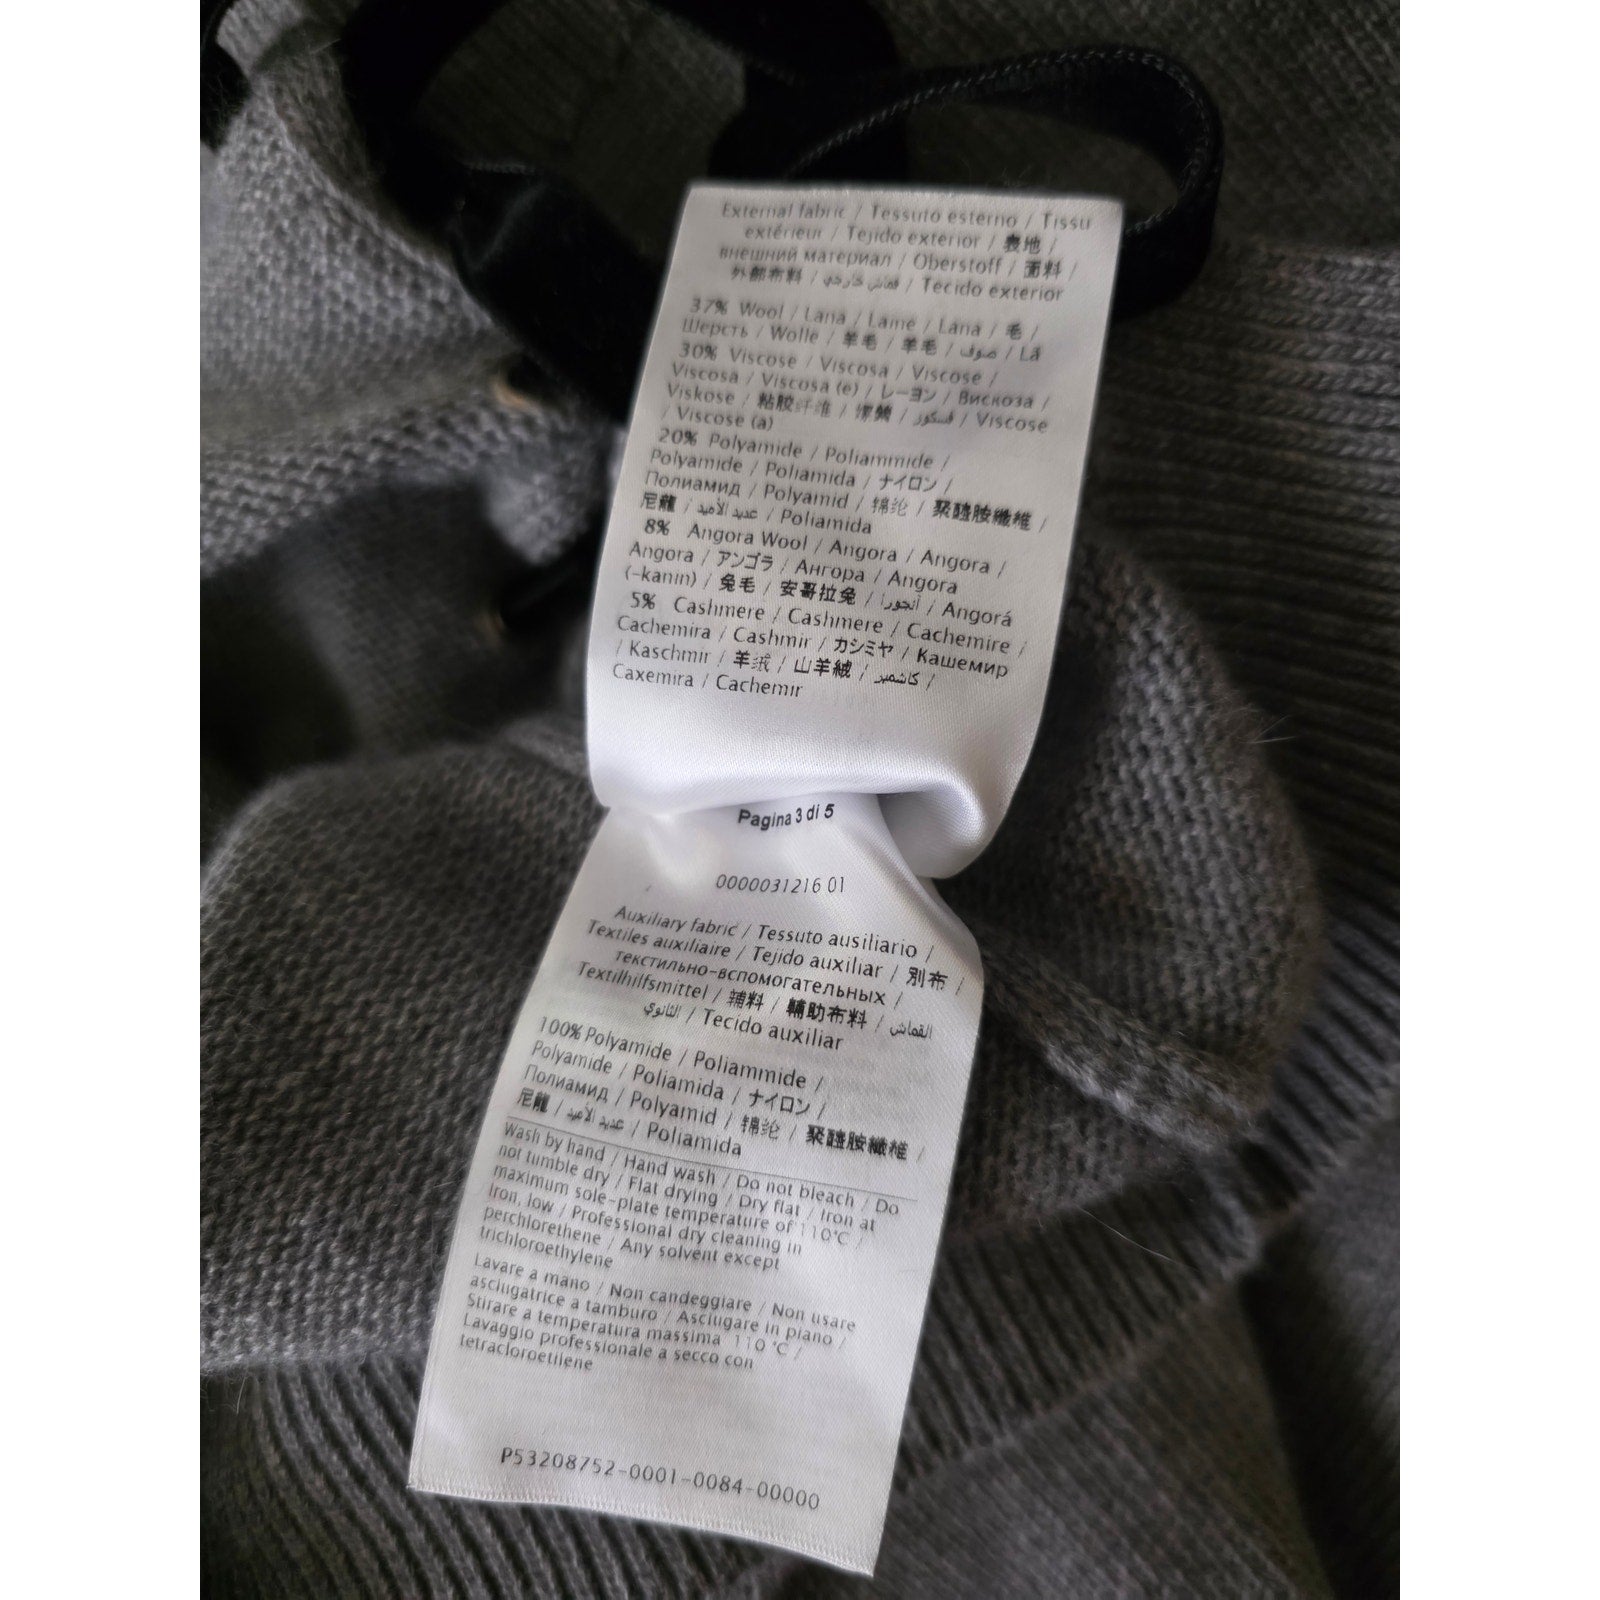 External fabric / Tessuto esterno / Tissu
extérieur / Tejido exterior / 表地 /
внешний материал / Oberstoff / 面料 /
外部布料 / قماش خارجي / Tecido exterior
37% Wool / Lana / Lame / Lana / 毛 /
Шерсть / Wolle / 羊毛 / 羊毛 / صوف / Lã
30% Viscose / Viscosa / Viscose /
Viscosa / Viscosa (e) / レーヨン / Вискоза /
Viskose / 粘胶纤维 / فسكوز / Viscose
/ Viscose (a)
20% Polyamide / Poliammide /
Polyamide / Poliamida / ナイロン /
Полиамид / Polyamid / 锦纶 / 聚醯胺纖維 /
尼龍 / عديد الأميد / Poliamida
8% Angora Wool / Angora / Angora /
Angora / アンゴラ / Ангора / Angora
(-kanin) / 兔毛 / 安哥拉兔 / أنجورا / Angorá
5% Cashmere / Cashmere / Cachemire /
Cachemira / Cashmir / カシミヤ / Кашемир
/ Kaschmir / 羊绒 / 山羊絨 / كاشمير /
Caxemira / Cachemir
Pagina 3 di 5
0000031216 01
Auxiliary fabric / Tessuto ausiliario /
Textiles auxiliaire / Tejido auxiliar / 別布 /
текстильно-вспомогательных /
Textilhilfsmittel / 辅料 / 輔助布料 / القماش
الثانوي / Tecido auxiliar
100% Polyamide / Poliammide /
Polyamide / Poliamida / ナイロン /
Полиамид / Polyamid / 锦纶 / 聚醯胺纖維 /
尼龍 / عديد الأميد / Poliamida
Wash by hand / Hand wash / Do not bleach / Do
not tumble dry / Flat drying / Dry flat / Iron at
maximum sole-plate temperature of 110°C /
Iron, low / Professional dry cleaning in
perchlorethene / Any solvent except
trichloroethylene
Lavare a mano / Non candeggiare / Non usare
asciugatrice a tamburo / Asciugare in piano /
Stirare a temperatura massima 110 °C /
Lavaggio professionale a secco con
tetracloroetilene
P53208752-0001-0084-00000